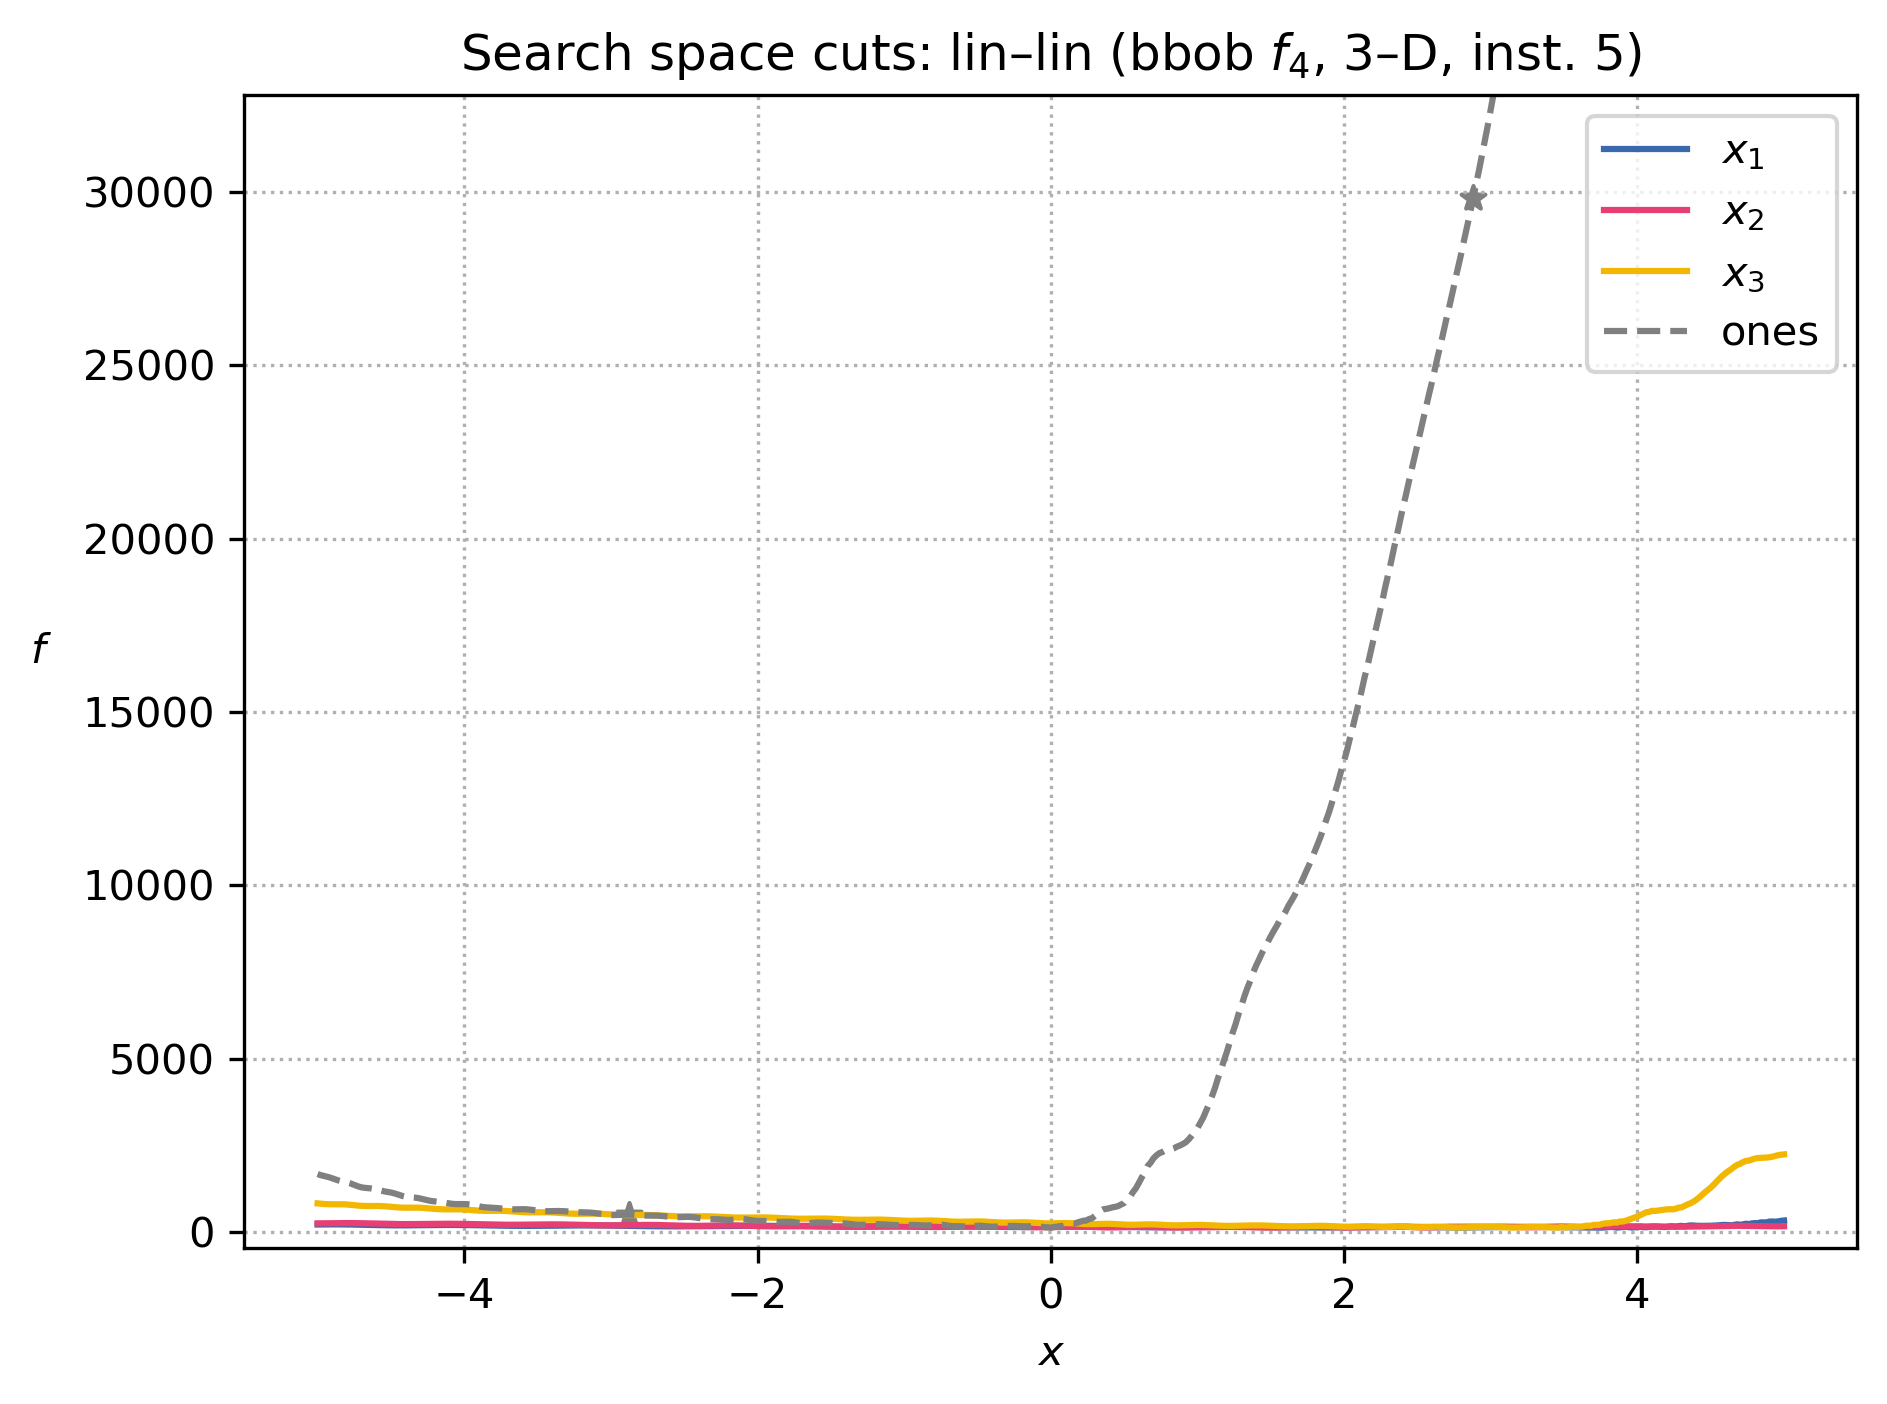 Search space cuts: lin–lin (bbob f₄, 3–D, inst. 5)
x₁
x₂
x₃
ones
30000
25000
20000
15000
10000
5000
0
f
−4 −2 0 2 4
x